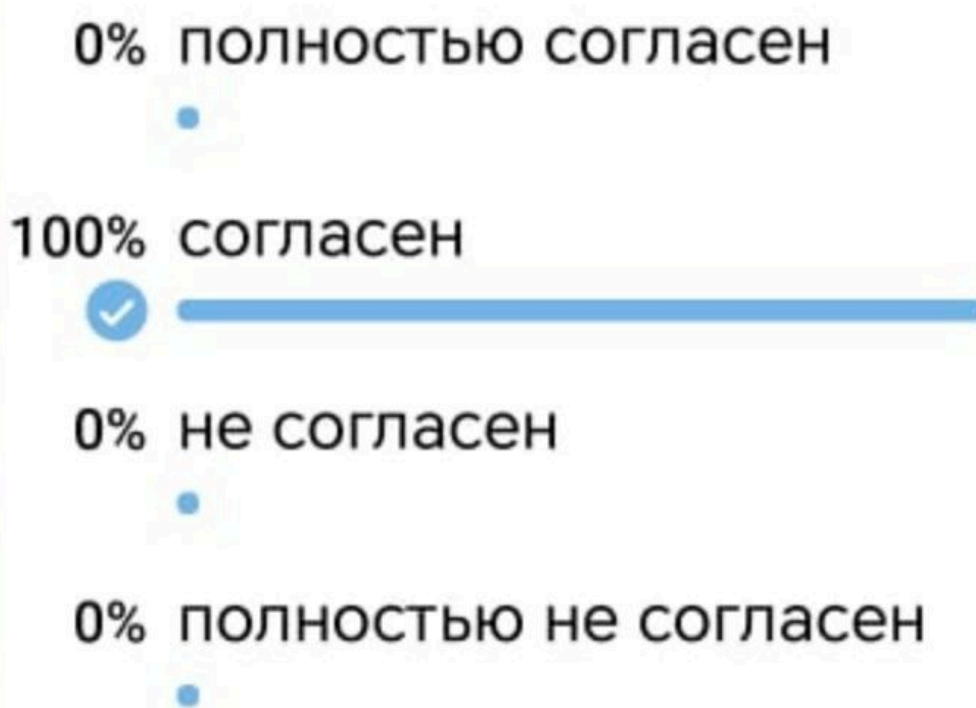 0% полностью согласен
100% согласен
0% не согласен
0% полностью не согласен